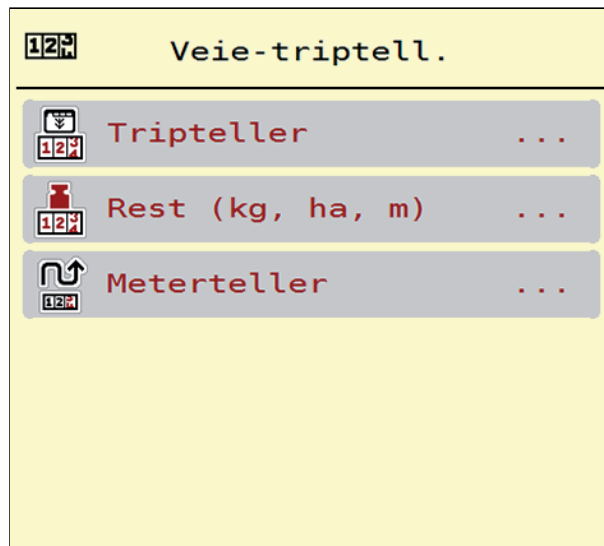 Veie-triptell.
Tripteller ...
Rest (kg, ha, m) ...
Meterteller ...